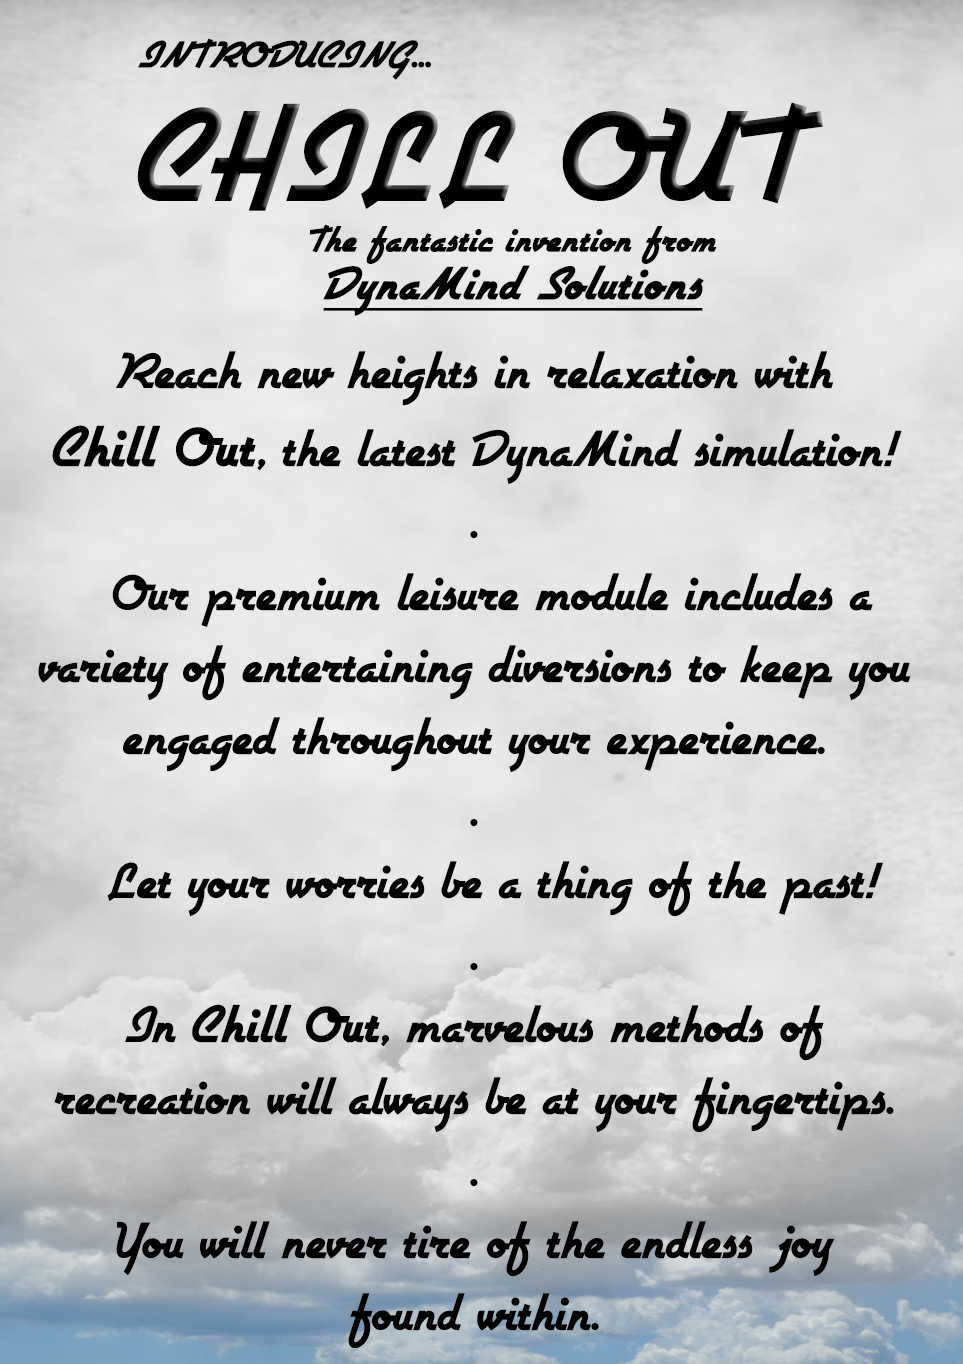 INTRODUCING...
CHILL OUT
The fantastic invention from
DynaMind Solutions
Reach new heights in relaxation with
Chill Out, the latest DynaMind simulation!
.
Our premium leisure module includes a
variety of entertaining diversions to keep you
engaged throughout your experience.
.
Let your worries be a thing of the past!
.
In Chill Out, marvelous methods of
recreation will always be at your fingertips.
.
You will never tire of the endless joy
found within.